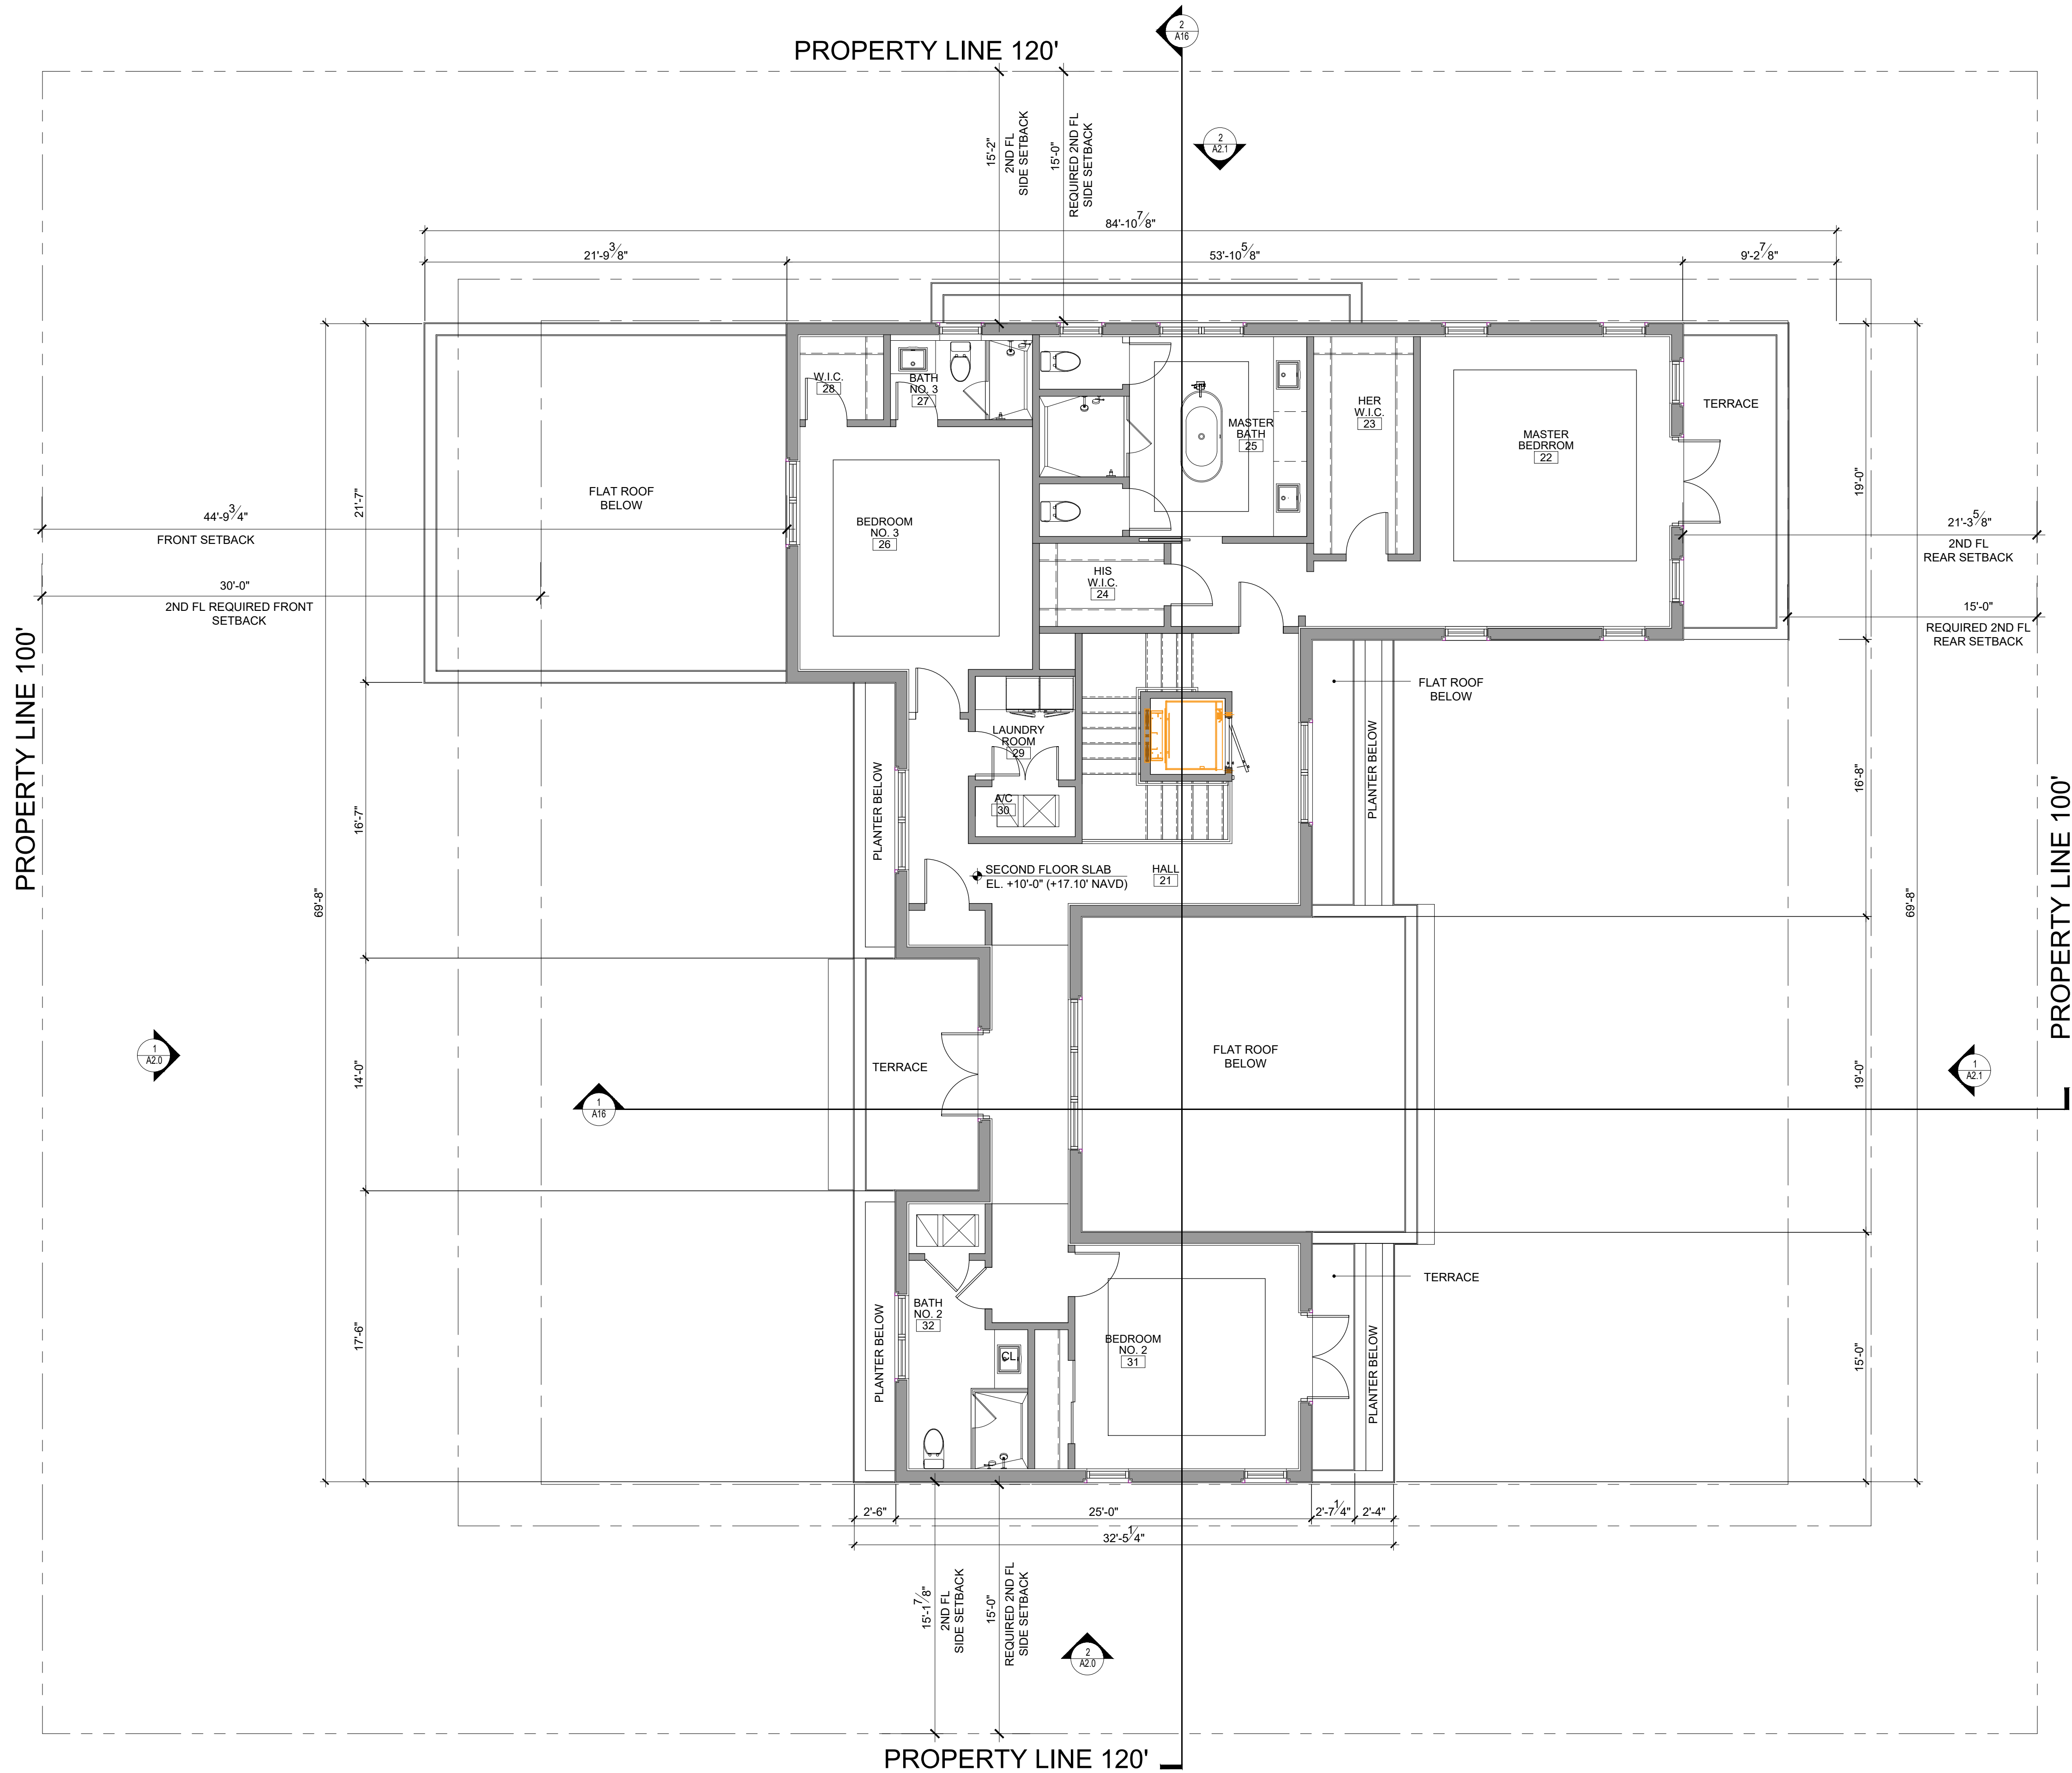 2
A16
PROPERTY LINE 120'
15'-2"
2ND FL
SIDE SETBACK
15'-0"
REQUIRED 2ND FL
SIDE SETBACK
2
A2.1
84'-10 7/8"
21'-9 3/8"
53'-10 5/8"
9'-2 7/8"
W.I.C.
28
BATH
NO. 3
27
MASTER
BATH
25
HER
W.I.C.
23
MASTER
BEDRROM
22
TERRACE
FLAT ROOF
BELOW
BEDROOM
NO. 3
26
HIS
W.I.C.
24
21'-7"
19'-0"
44'-9 3/4"
FRONT SETBACK
30'-0"
2ND FL REQUIRED FRONT
SETBACK
21'-3 5/8"
2ND FL
REAR SETBACK
15'-0"
REQUIRED 2ND FL
REAR SETBACK
PROPERTY LINE 100'
FLAT ROOF
BELOW
LAUNDRY
ROOM
29
A/C
30
PLANTER BELOW
PLANTER BELOW
16'-7"
16'-8"
PROPERTY LINE 100'
SECOND FLOOR SLAB
EL. +10'-0" (+17.10' NAVD)
HALL
21
69'-8"
69'-8"
1
A2.0
14'-0"
TERRACE
FLAT ROOF
BELOW
19'-0"
1
A2.1
1
A16
TERRACE
BATH
NO. 2
32
CL
BEDROOM
NO. 2
31
PLANTER BELOW
PLANTER BELOW
17'-6"
15'-0"
2'-6"
25'-0"
2'-7 1/4"
2'-4"
32'-5 1/4"
15'-1 7/8"
2ND FL
SIDE SETBACK
15'-0"
REQUIRED 2ND FL
SIDE SETBACK
2
A2.0
PROPERTY LINE 120'